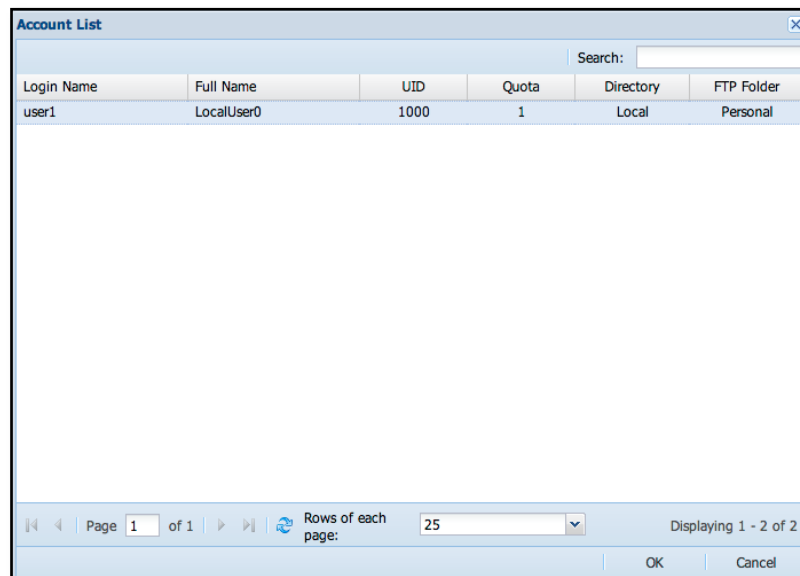 Account List
Search:
Login Name Full Name UID Quota Directory FTP Folder
user1 LocalUser0 1000 1 Local Personal
Page 1 of 1 Rows of each page: 25 Displaying 1 - 2 of 2
OK Cancel